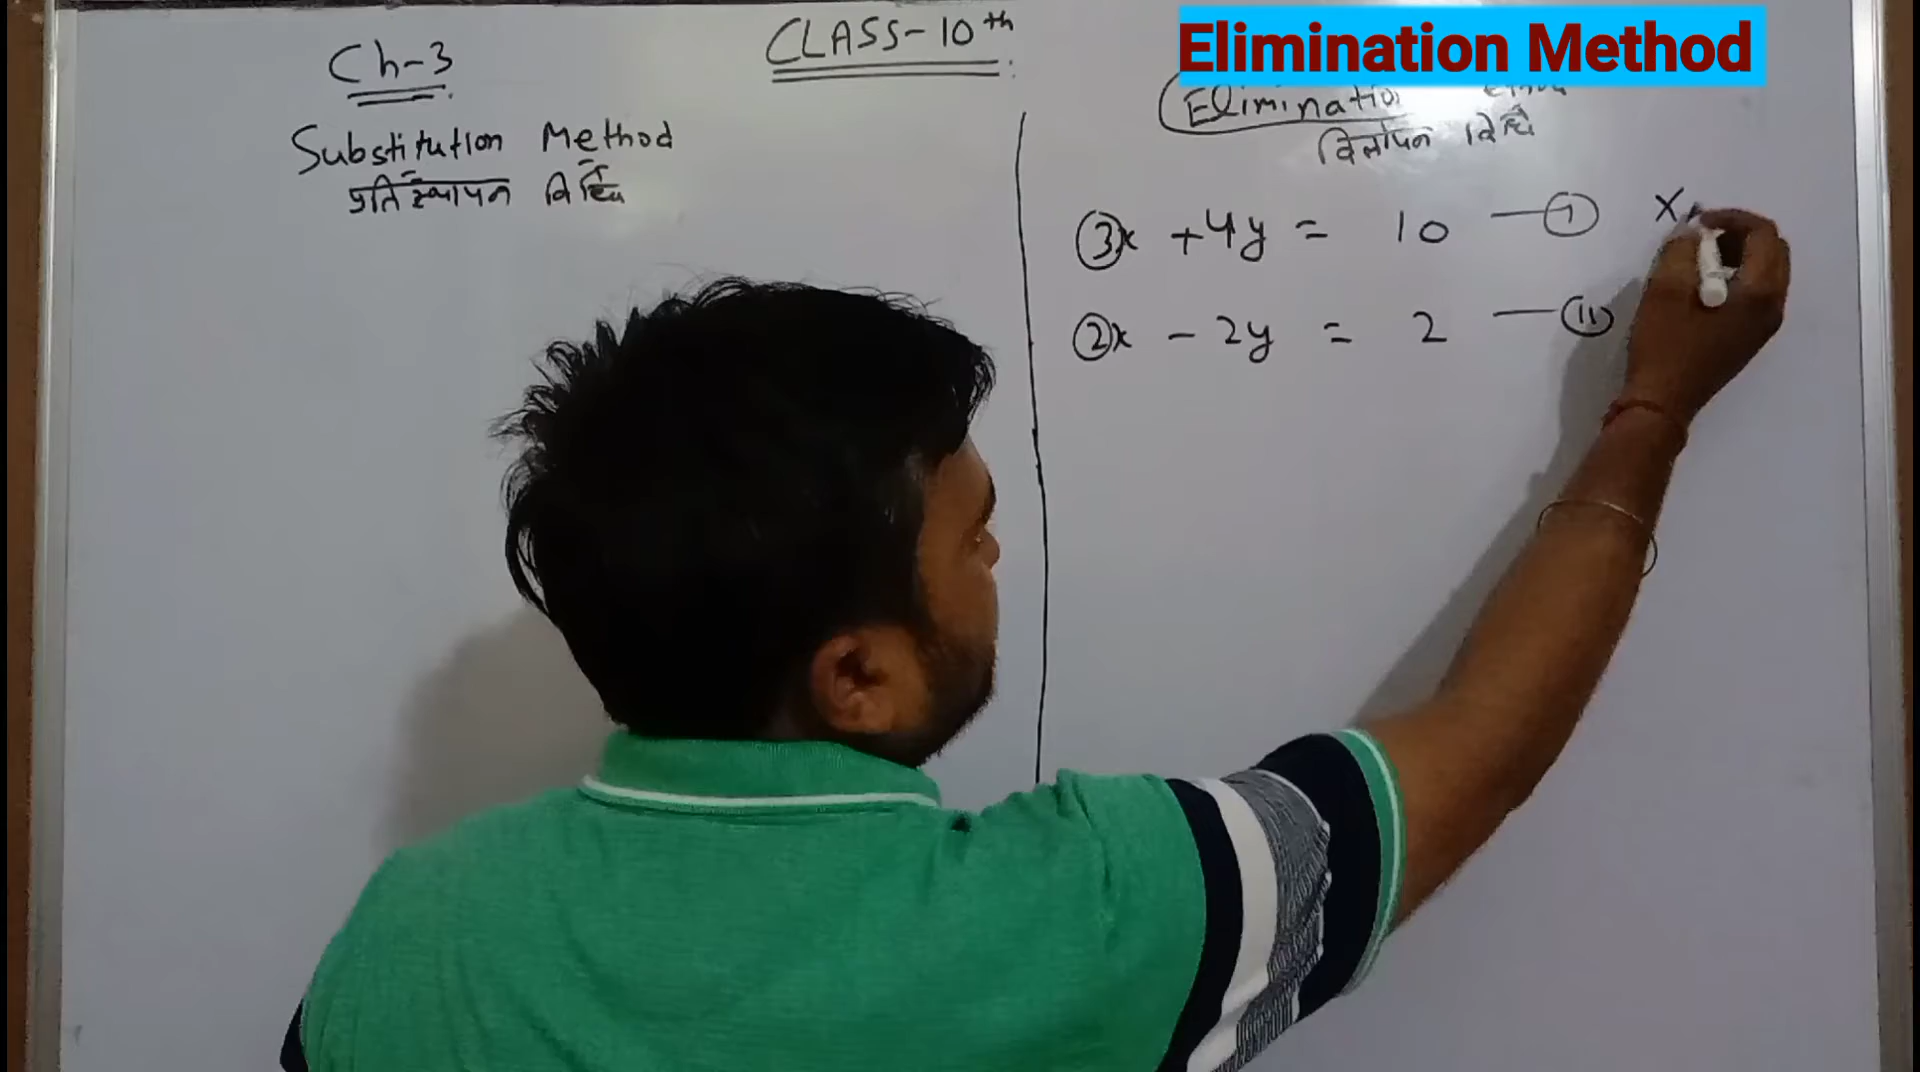 Ch-3
CLASS-10th
Elimination Method
Substitution Method
प्रतिस्थापन विधि
Elimination
विलोपन विधि
3x + 4y = 10 — I ×
2x - 2y = 2 — II